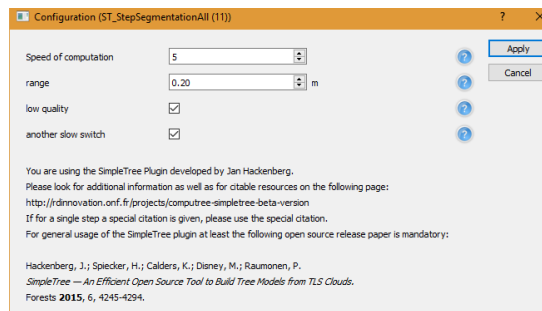 Configuration (ST_StepSegmentationAll (11))
?
Speed of computation 5 ? Apply
range 0.20 m ? Cancel
low quality ?
another slow switch ?
You are using the SimpleTree Plugin developed by Jan Hackenberg.
Please look for additional information as well as for citable resources on the following page:
http://rdinnovation.onf.fr/projects/computree-simpletree-beta-version
If for a single step a special citation is given, please use the special citation.
For general usage of the SimpleTree plugin at least the following open source release paper is mandatory:
Hackenberg, J.; Spiecker, H.; Calders, K.; Disney, M.; Raumonen, P.
SimpleTree — An Efficient Open Source Tool to Build Tree Models from TLS Clouds.
Forests 2015, 6, 4245-4294.